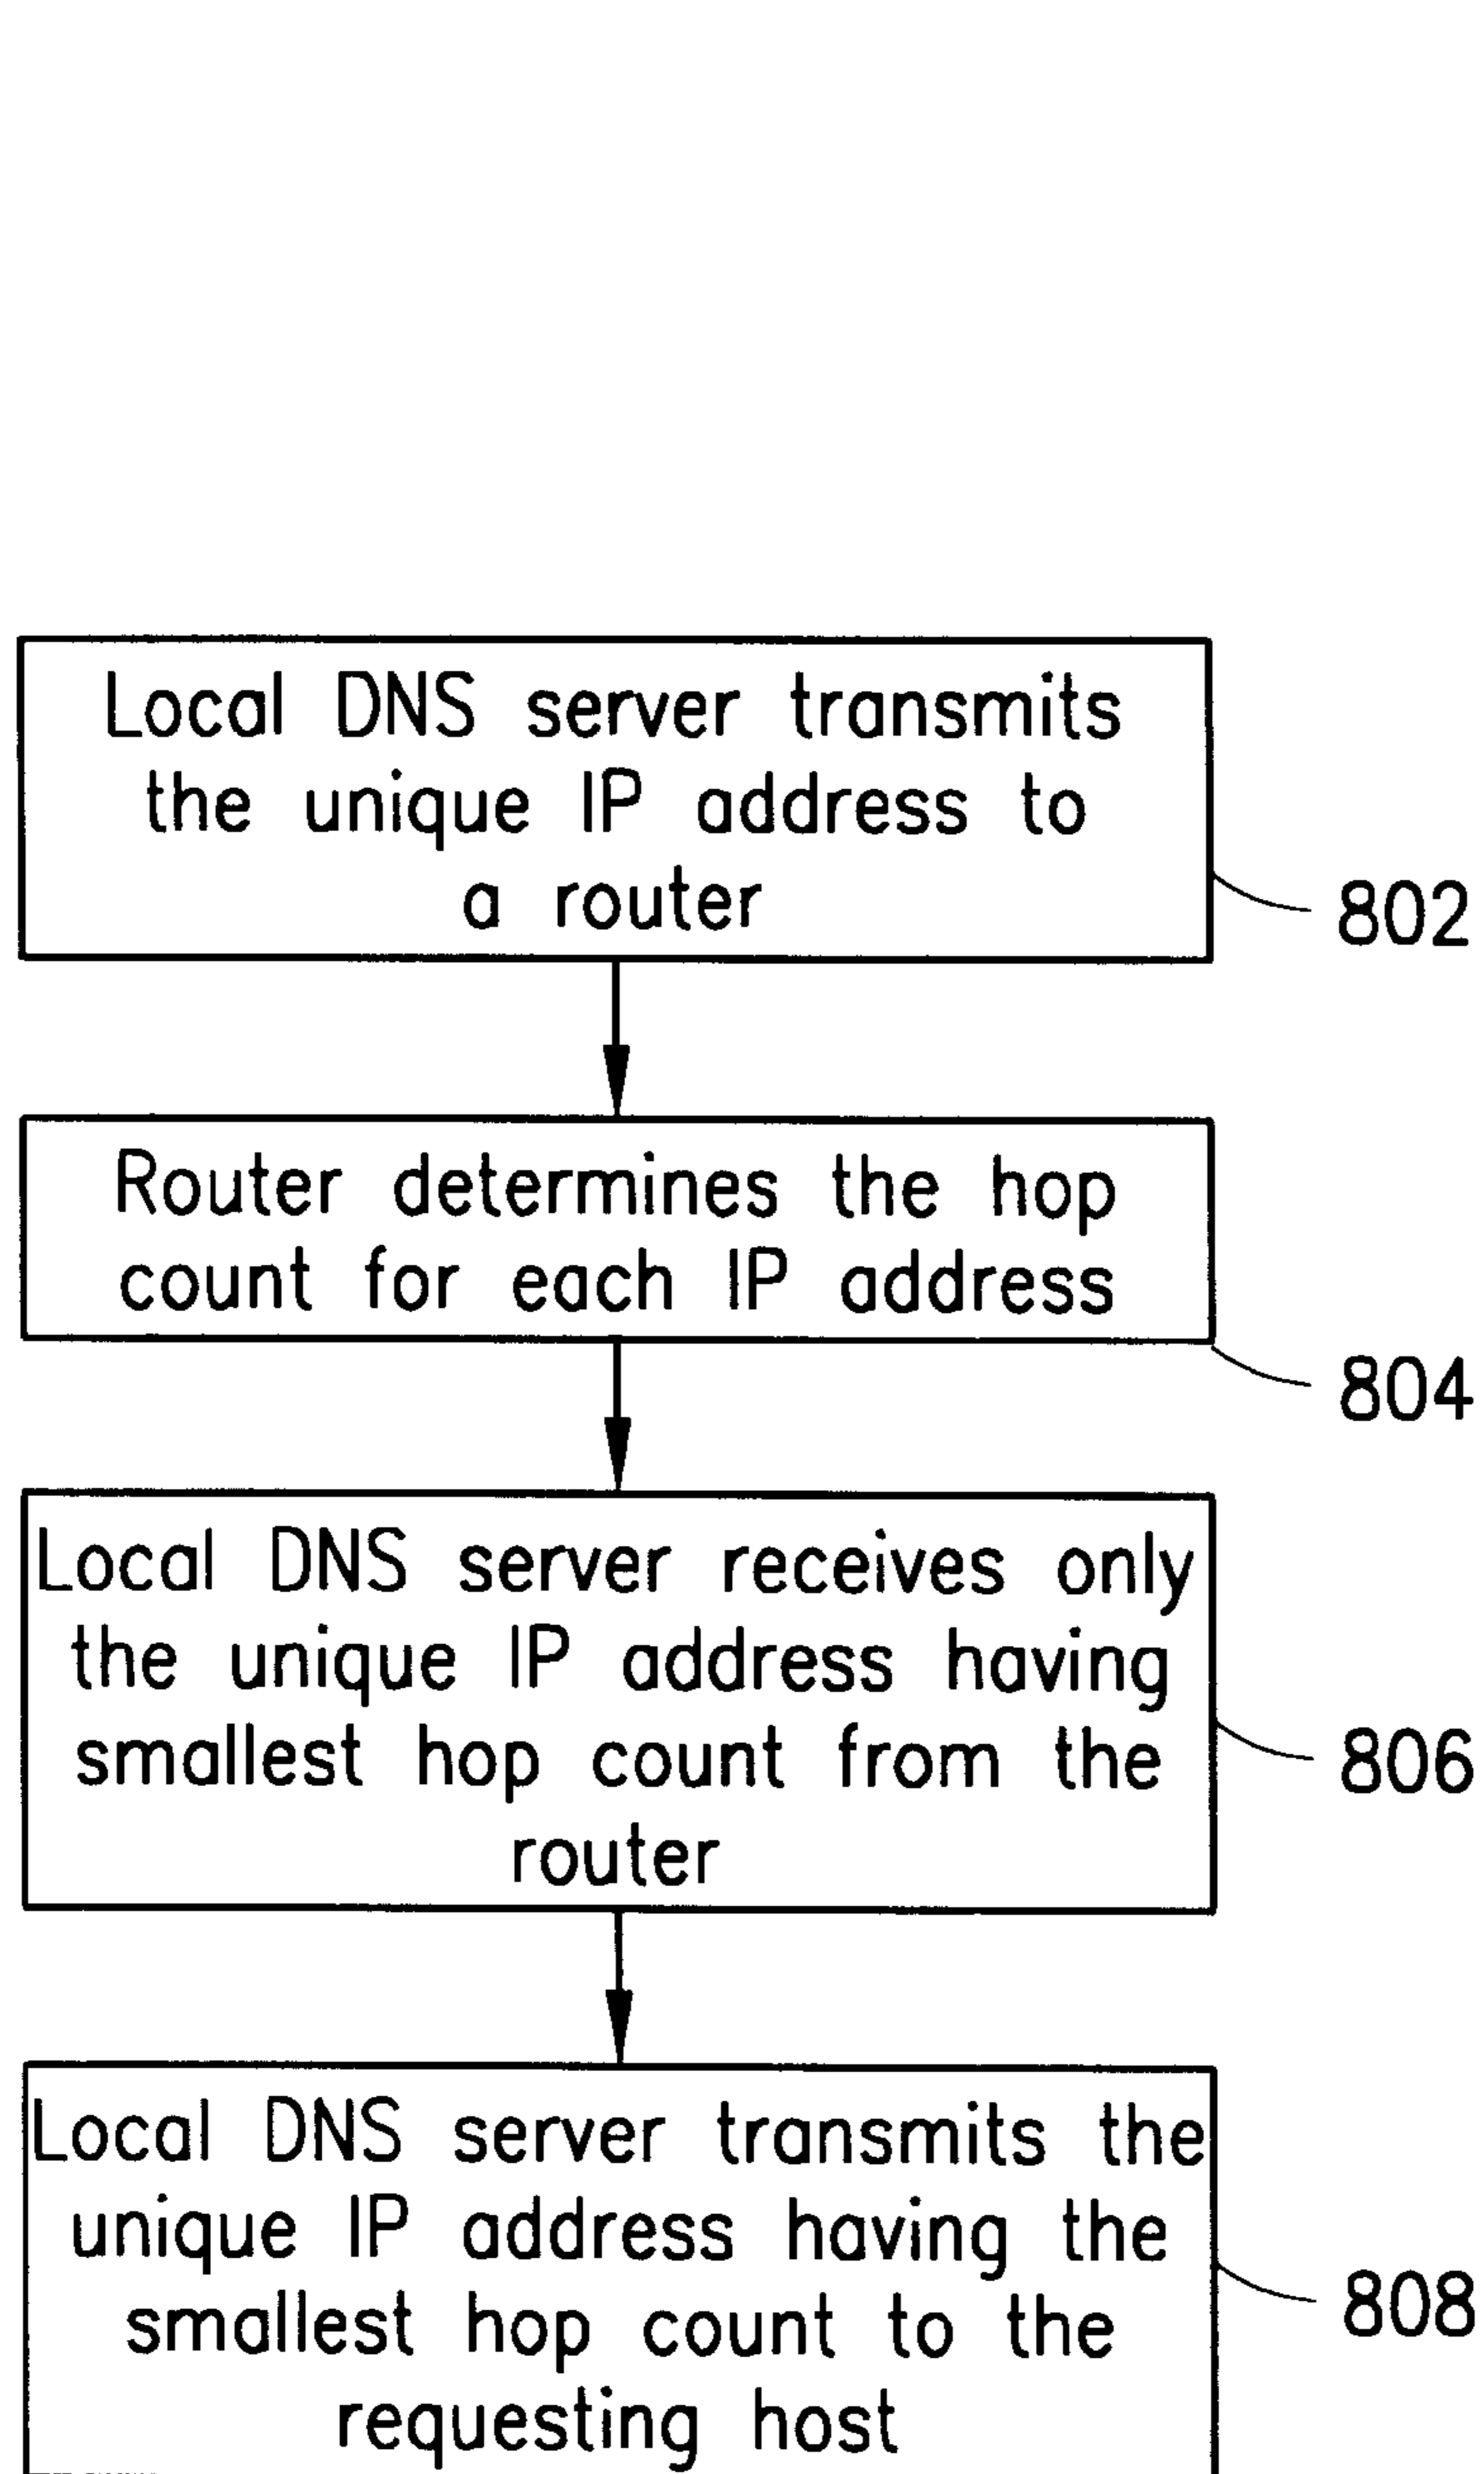 Local DNS server transmits
the unique IP address to
a router
802
Router determines the hop
count for each IP address
804
Local DNS server receives only
the unique IP address having
smallest hop count from the
router
806
Local DNS server transmits the
unique IP address having the
smallest hop count to the
requesting host
808